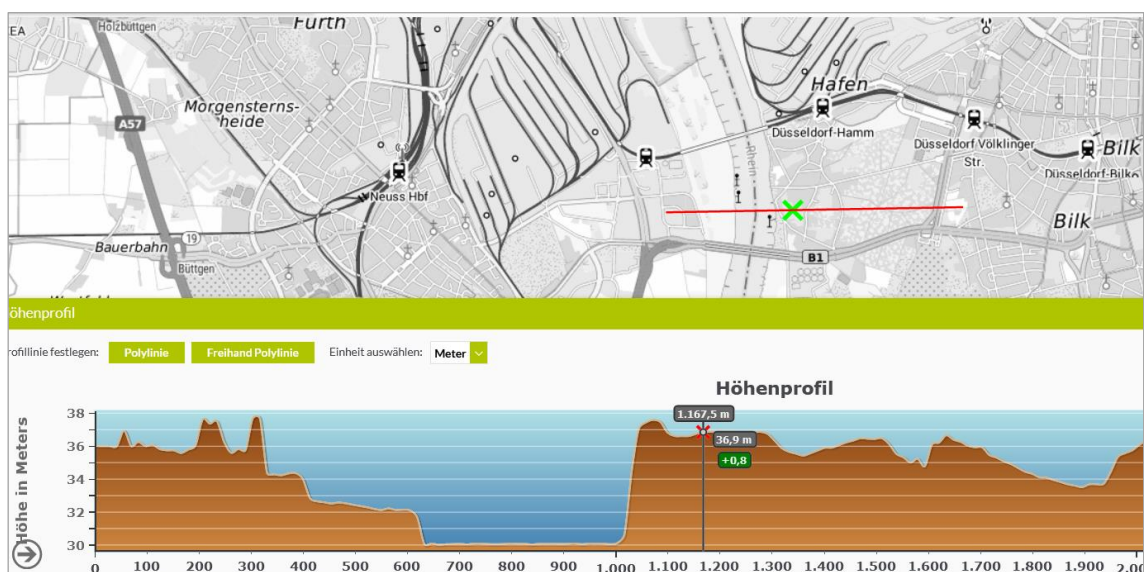 EA
Holzbüttgen
Furth
Hafen
Morgensterns-
heide
A57
Düsseldorf-Hamm
Düsseldorf Völklinger
Str.
Bilk
Düsseldorf-Bilk
Rhein
Neuss Hbf
19
Bauerbahn
Büttgen
Bilk
B1
öhenprofil
rofillinie festlegen: Polylinie Freihand Polylinie Einheit auswählen: Meter
Höhenprofil
1.167,5 m
36,9 m
+0,8
Höhe in Meters
38
36
34
32
30
0 100 200 300 400 500 600 700 800 900 1.000 1.100 1.200 1.300 1.400 1.500 1.600 1.700 1.800 1.900 2.0